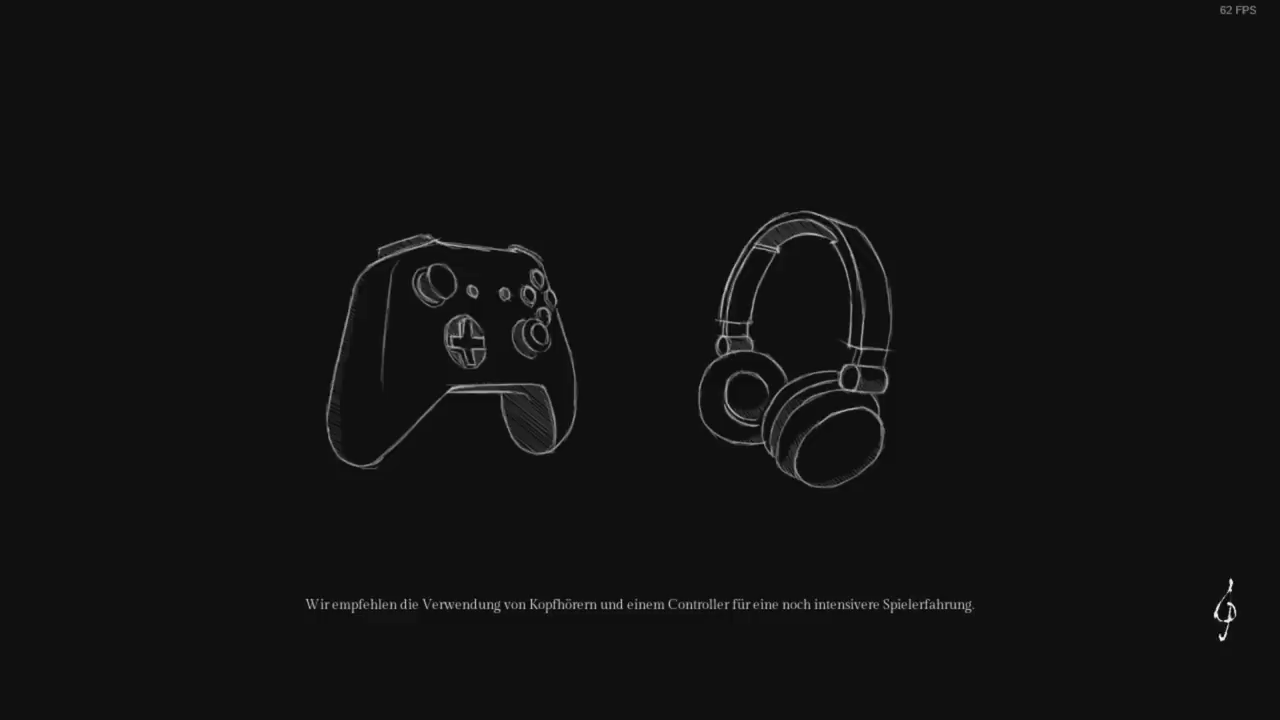 62 FPS
Wir empfehlen die Verwendung von Kopfhörern und einem Controller für eine noch intensivere Spielerfahrung.